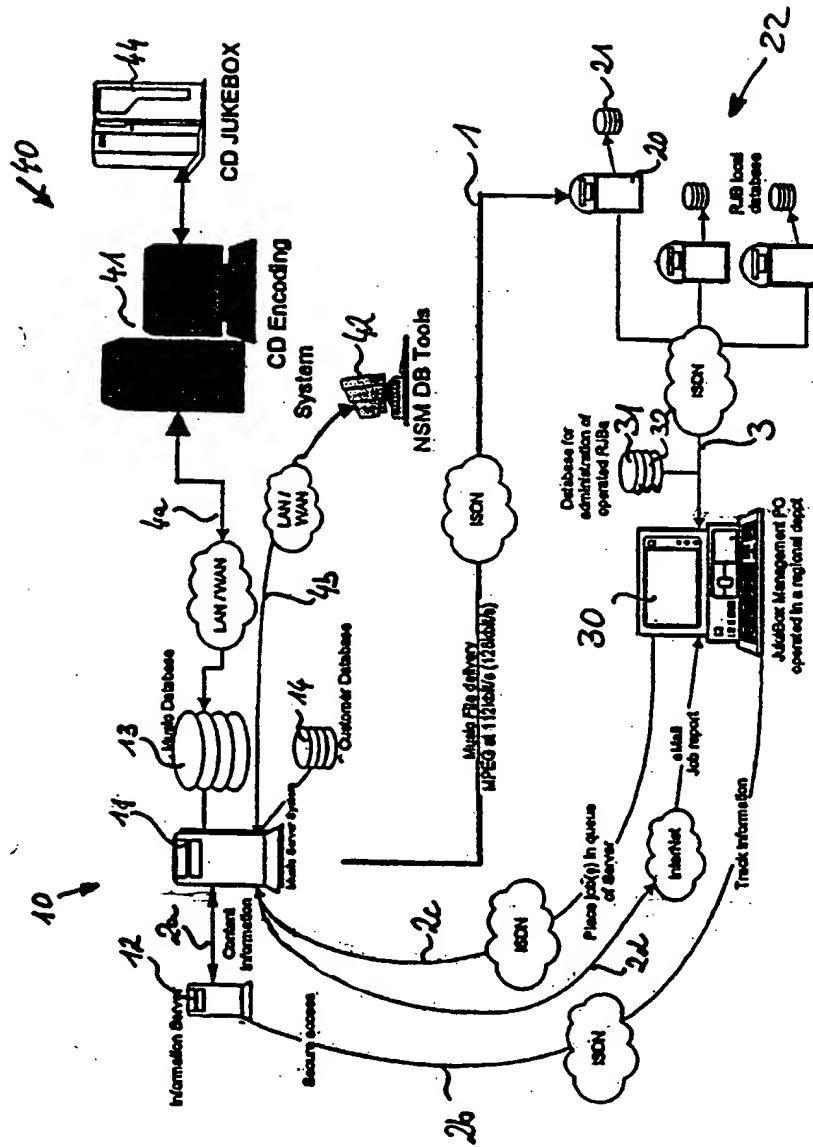 10
Information Server
12
2a
Content
Information
Secure access
2b
11
Music Server System
13
Music Database
14
Customer Database
4a
LAN / WAN
4b
LAN /
WAN
40
41
CD Encoding
System
44
CD JUKEBOX
42
NSM DB Tools
2c
ISDN
Place job(s) in queue
of Server
2d
InterNet
eMail
Job report
ISDN
Track Information
Music File delivery
MPEG at 112kbit/s (128kbit/s)
ISDN
1
30
JukeBox Management PC
operated in a regional depot
Database for
administration of
operated RJBs
31
32
3
ISDN
20
21
RJB local
database
22